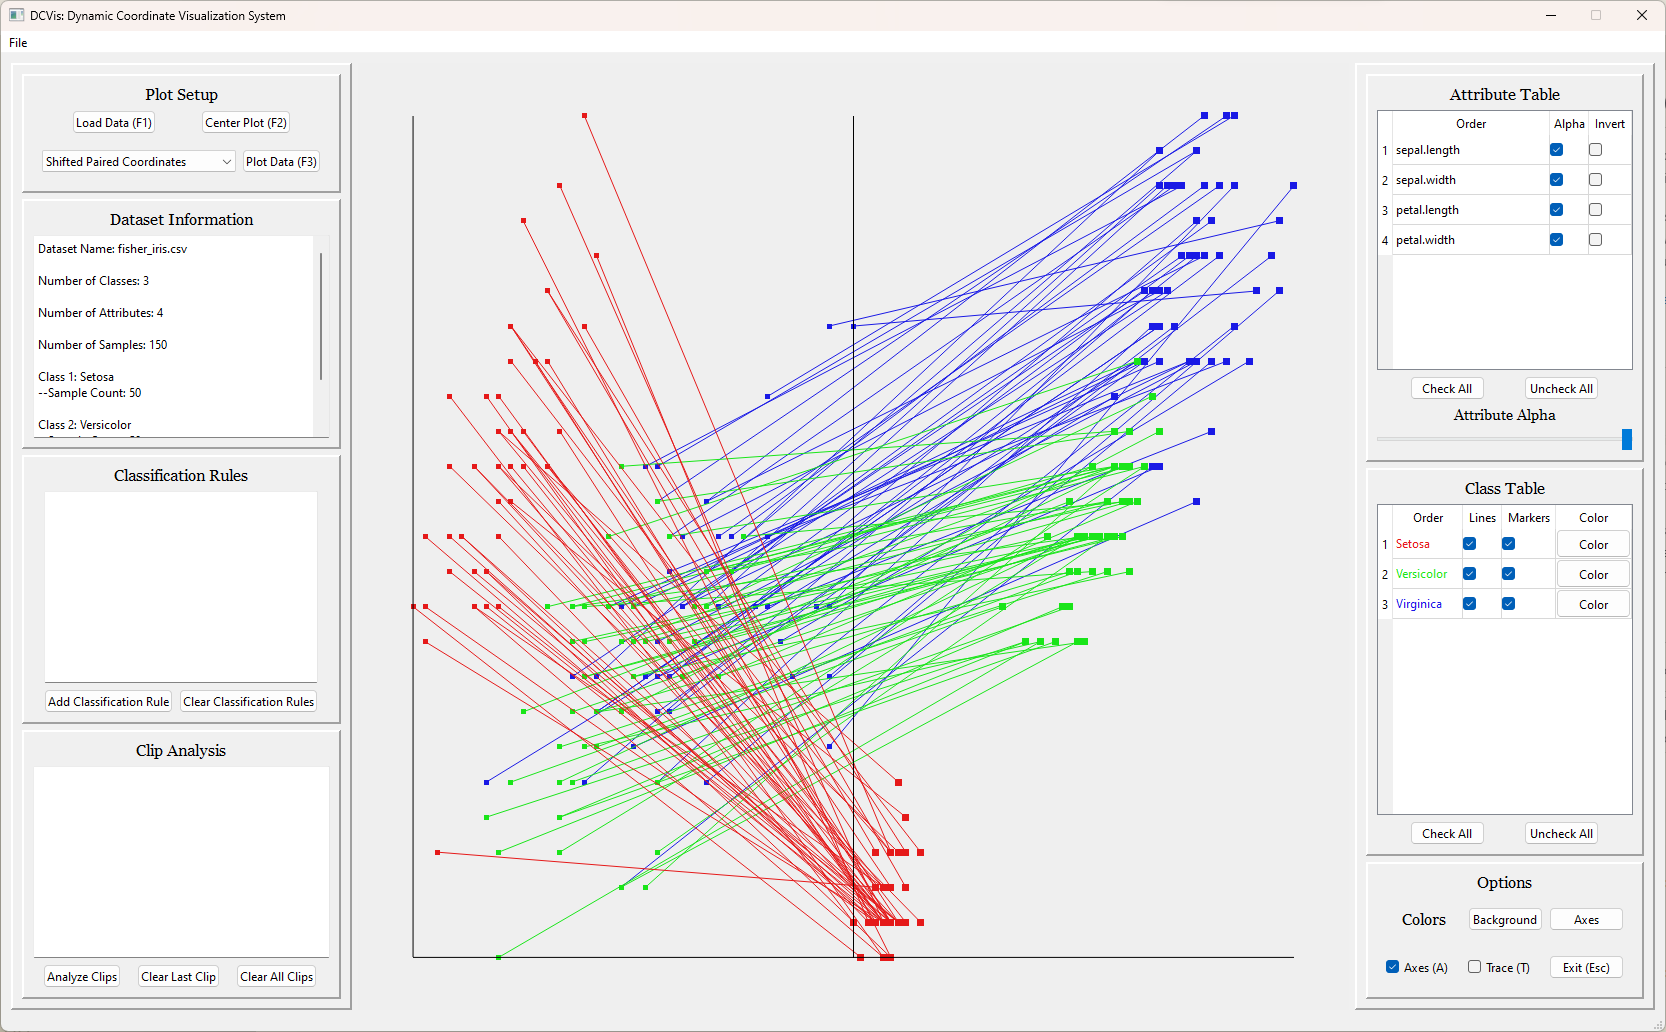 DCVis: Dynamic Coordinate Visualization System
File
Plot Setup
Load Data (F1)
Center Plot (F2)
Shifted Paired Coordinates
Plot Data (F3)
Dataset Information
Dataset Name: fisher_iris.csv
Number of Classes: 3
Number of Attributes: 4
Number of Samples: 150
Class 1: Setosa
--Sample Count: 50
Class 2: Versicolor
Classification Rules
Add Classification Rule
Clear Classification Rules
Clip Analysis
Analyze Clips
Clear Last Clip
Clear All Clips
Attribute Table
Order Alpha Invert
1 sepal.length
2 sepal.width
3 petal.length
4 petal.width
Check All
Uncheck All
Attribute Alpha
Class Table
Order Lines Markers Color
1 Setosa Color
2 Versicolor Color
3 Virginica Color
Check All
Uncheck All
Options
Colors
Background
Axes
Axes (A)
Trace (T)
Exit (Esc)